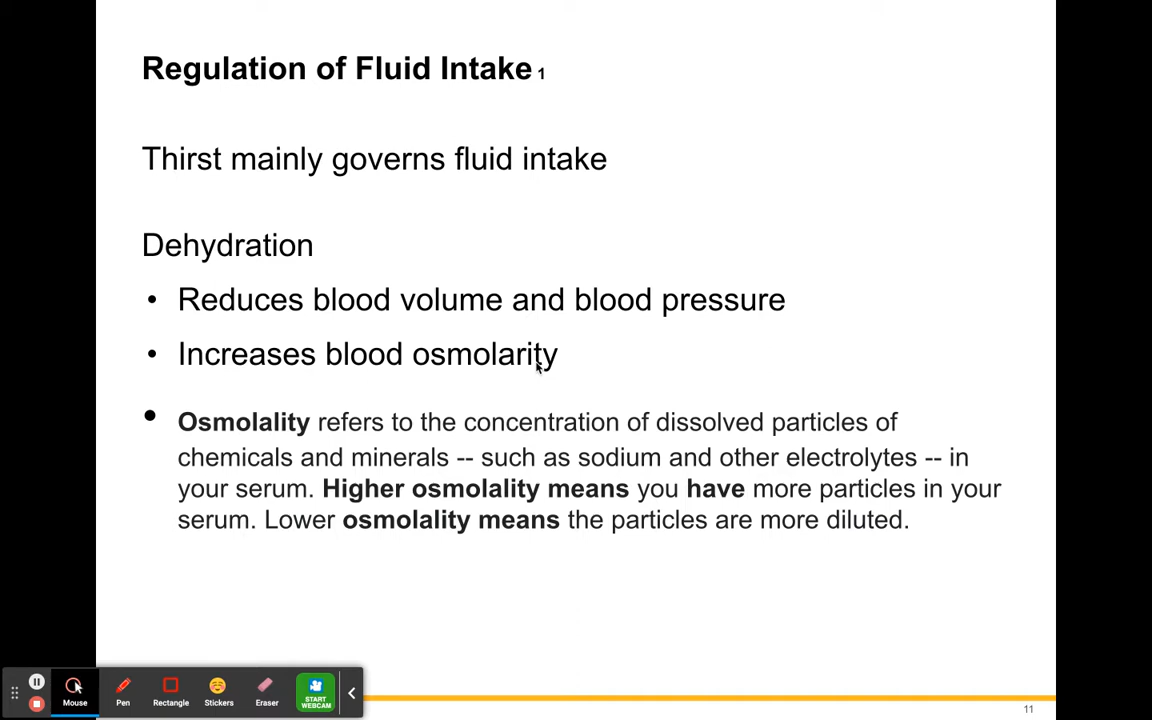 Regulation of Fluid Intake 1
Thirst mainly governs fluid intake
Dehydration
• Reduces blood volume and blood pressure
• Increases blood osmolarity
• Osmolality refers to the concentration of dissolved particles of
chemicals and minerals -- such as sodium and other electrolytes -- in
your serum. Higher osmolality means you have more particles in your
serum. Lower osmolality means the particles are more diluted.
Mouse
Pen
Rectangle
Stickers
Eraser
START
WEBCAM
11